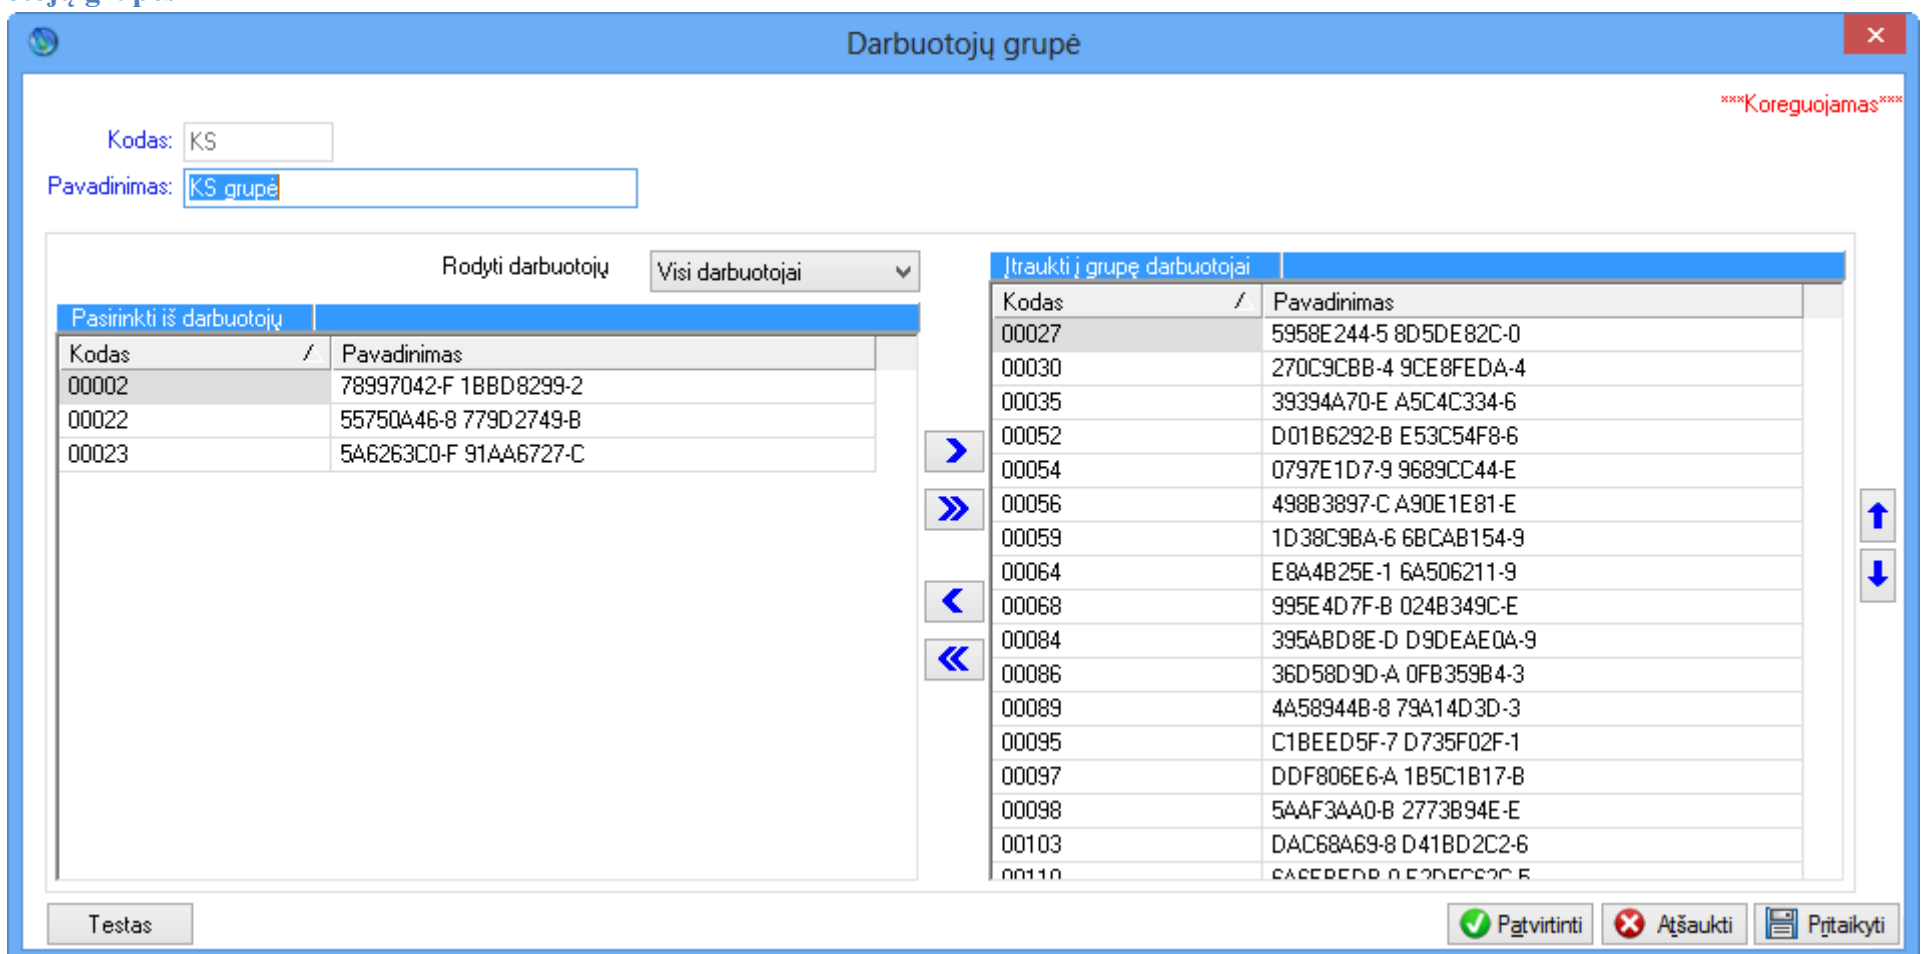 Darbuotojų grupė
***Koreguojamas***
Kodas: KS
Pavadinimas: KS grupė
Rodyti darbuotojų Visi darbuotojai
Pasirinkti iš darbuotojų
Kodas Pavadinimas
00002 78997042-F 1BBD8299-2
00022 55750A46-8 779D2749-B
00023 5A6263C0-F 91AA6727-C
Įtraukti į grupę darbuotojai
Kodas Pavadinimas
00027 5958E244-5 8D5DE82C-0
00030 270C9CBB-4 9CE8FEDA-4
00035 39394A70-E A5C4C334-6
00052 D01B6292-B E53C54F8-6
00054 0797E1D7-9 9689CC44-E
00056 498B3897-C A90E1E81-E
00059 1D38C9BA-6 6BCAB154-9
00064 E8A4B25E-1 6A506211-9
00068 995E4D7F-B 024B349C-E
00084 395ABD8E-D D9DEAE0A-9
00086 36D58D9D-A 0FB359B4-3
00089 4A58944B-8 79A14D3D-3
00095 C1BEED5F-7 D735F02F-1
00097 DDF806E6-A 1B5C1B17-B
00098 5AAF3AA0-B 2773B94E-E
00103 DAC68A69-8 D41BD2C2-6
00110
Testas
Patvirtinti Atšaukti Pritaikyti